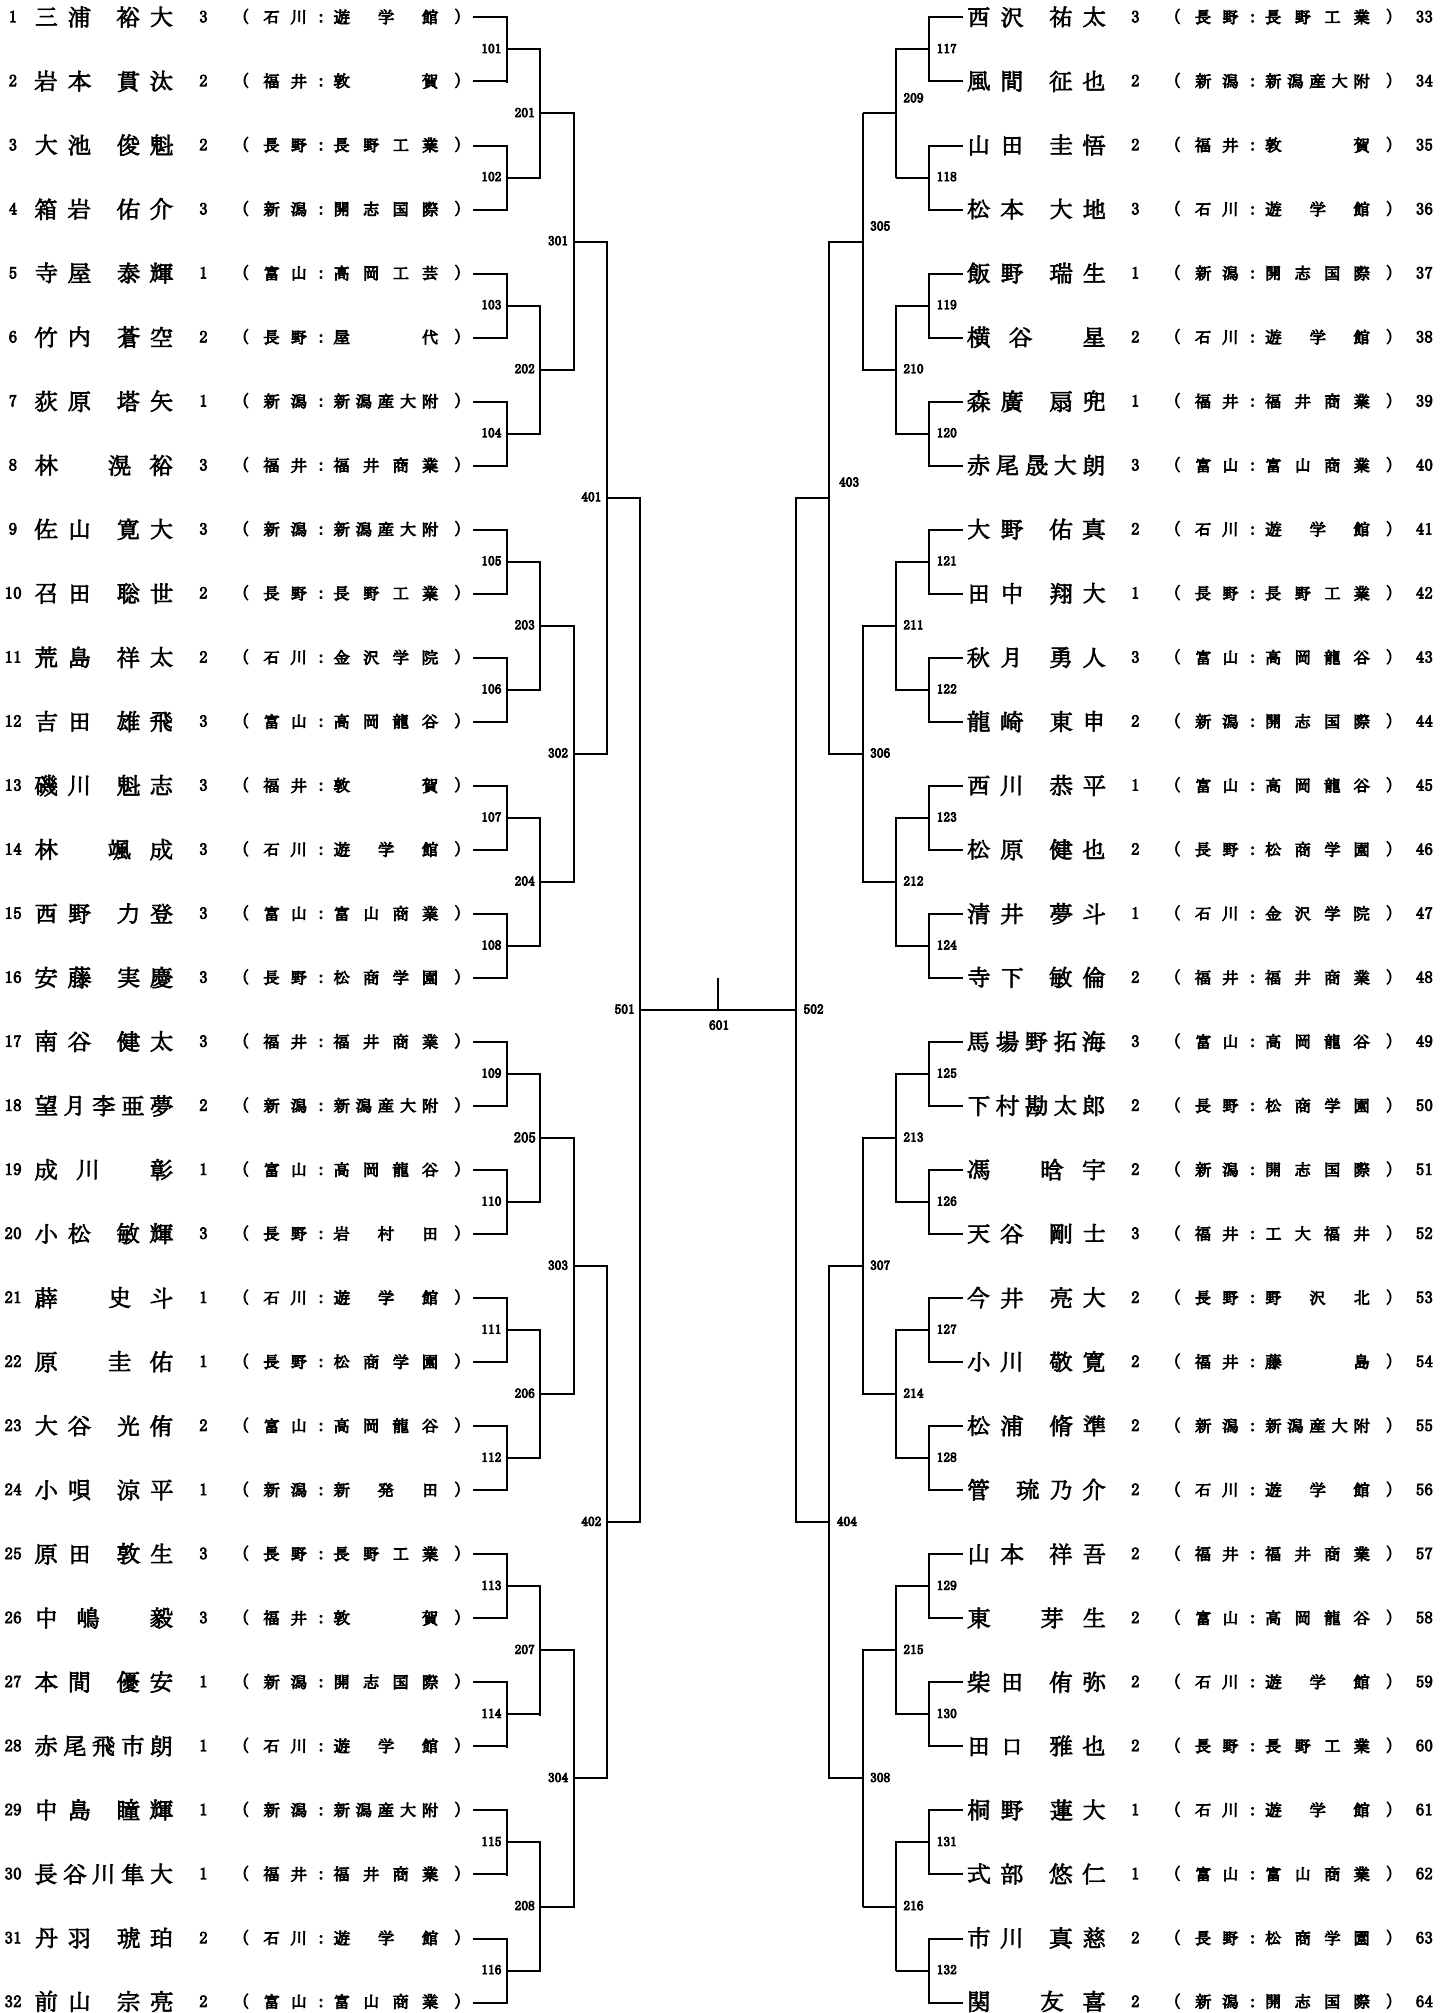 1 三浦 裕大 3 ( 石川 : 遊学館 )
2 岩本 貫汰 2 ( 福井 : 敦賀 )
3 大池 俊魁 2 ( 長野 : 長野工業 )
4 箱岩 佑介 3 ( 新潟 : 開志国際 )
5 寺屋 泰輝 1 ( 富山 : 高岡工芸 )
6 竹内 蒼空 2 ( 長野 : 屋代 )
7 荻原 塔矢 1 ( 新潟 : 新潟産大附 )
8 林 滉裕 3 ( 福井 : 福井商業 )
9 佐山 寛大 3 ( 新潟 : 新潟産大附 )
10 召田 聡世 2 ( 長野 : 長野工業 )
11 荒島 祥太 2 ( 石川 : 金沢学院 )
12 吉田 雄飛 3 ( 富山 : 高岡龍谷 )
13 磯川 魁志 3 ( 福井 : 敦賀 )
14 林 颯成 3 ( 石川 : 遊学館 )
15 西野 力登 3 ( 富山 : 富山商業 )
16 安藤 実慶 3 ( 長野 : 松商学園 )
17 南谷 健太 3 ( 福井 : 福井商業 )
18 望月李亜夢 2 ( 新潟 : 新潟産大附 )
19 成川 彰 1 ( 富山 : 高岡龍谷 )
20 小松 敏輝 3 ( 長野 : 岩村田 )
21 薜 史斗 1 ( 石川 : 遊学館 )
22 原 圭佑 1 ( 長野 : 松商学園 )
23 大谷 光侑 2 ( 富山 : 高岡龍谷 )
24 小唄 涼平 1 ( 新潟 : 新発田 )
25 原田 敦生 3 ( 長野 : 長野工業 )
26 中嶋 毅 3 ( 福井 : 敦賀 )
27 本間 優安 1 ( 新潟 : 開志国際 )
28 赤尾飛市朗 1 ( 石川 : 遊学館 )
29 中島 瞳輝 1 ( 新潟 : 新潟産大附 )
30 長谷川隼大 1 ( 福井 : 福井商業 )
31 丹羽 琥珀 2 ( 石川 : 遊学館 )
32 前山 宗亮 2 ( 富山 : 富山商業 )
101
102
103
104
105
106
107
108
109
110
111
112
113
114
115
116
201
202
203
204
205
206
207
208
301
302
303
304
401
402
501
601
502
403
404
305
306
307
308
209
210
211
212
213
214
215
216
117
118
119
120
121
122
123
124
125
126
127
128
129
130
131
132
西沢 祐太 3 ( 長野 : 長野工業 ) 33
風間 征也 2 ( 新潟 : 新潟産大附 ) 34
山田 圭悟 2 ( 福井 : 敦賀 ) 35
松本 大地 3 ( 石川 : 遊学館 ) 36
飯野 瑞生 1 ( 新潟 : 開志国際 ) 37
横谷 星 2 ( 石川 : 遊学館 ) 38
森廣 扇兜 1 ( 福井 : 福井商業 ) 39
赤尾晟大朗 3 ( 富山 : 富山商業 ) 40
大野 佑真 2 ( 石川 : 遊学館 ) 41
田中 翔大 1 ( 長野 : 長野工業 ) 42
秋月 勇人 3 ( 富山 : 高岡龍谷 ) 43
龍崎 東申 2 ( 新潟 : 開志国際 ) 44
西川 恭平 1 ( 富山 : 高岡龍谷 ) 45
松原 健也 2 ( 長野 : 松商学園 ) 46
清井 夢斗 1 ( 石川 : 金沢学院 ) 47
寺下 敏倫 2 ( 福井 : 福井商業 ) 48
馬場野拓海 3 ( 富山 : 高岡龍谷 ) 49
下村勘太郎 2 ( 長野 : 松商学園 ) 50
馮 晗宇 2 ( 新潟 : 開志国際 ) 51
天谷 剛士 3 ( 福井 : 工大福井 ) 52
今井 亮大 2 ( 長野 : 野沢北 ) 53
小川 敬寛 2 ( 福井 : 藤島 ) 54
松浦 脩準 2 ( 新潟 : 新潟産大附 ) 55
管 琉乃介 2 ( 石川 : 遊学館 ) 56
山本 祥吾 2 ( 福井 : 福井商業 ) 57
東 芽生 2 ( 富山 : 高岡龍谷 ) 58
柴田 侑弥 2 ( 石川 : 遊学館 ) 59
田口 雅也 2 ( 長野 : 長野工業 ) 60
桐野 蓮大 1 ( 石川 : 遊学館 ) 61
式部 悠仁 1 ( 富山 : 富山商業 ) 62
市川 真慈 2 ( 長野 : 松商学園 ) 63
関 友喜 2 ( 新潟 : 開志国際 ) 64